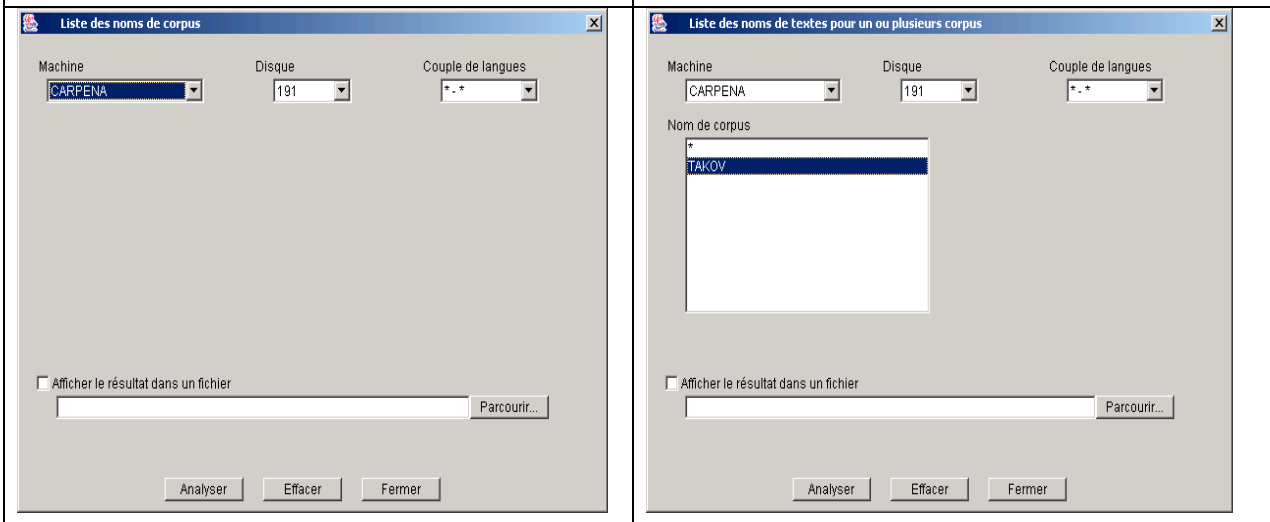 Liste des noms de corpus
Machine Disque Couple de langues
CARPENA 191 *-*
Afficher le résultat dans un fichier
Parcourir...
Analyser Effacer Fermer
Liste des noms de textes pour un ou plusieurs corpus
Machine Disque Couple de langues
CARPENA 191 *-*
Nom de corpus
*
TAKOV
Afficher le résultat dans un fichier
Parcourir...
Analyser Effacer Fermer